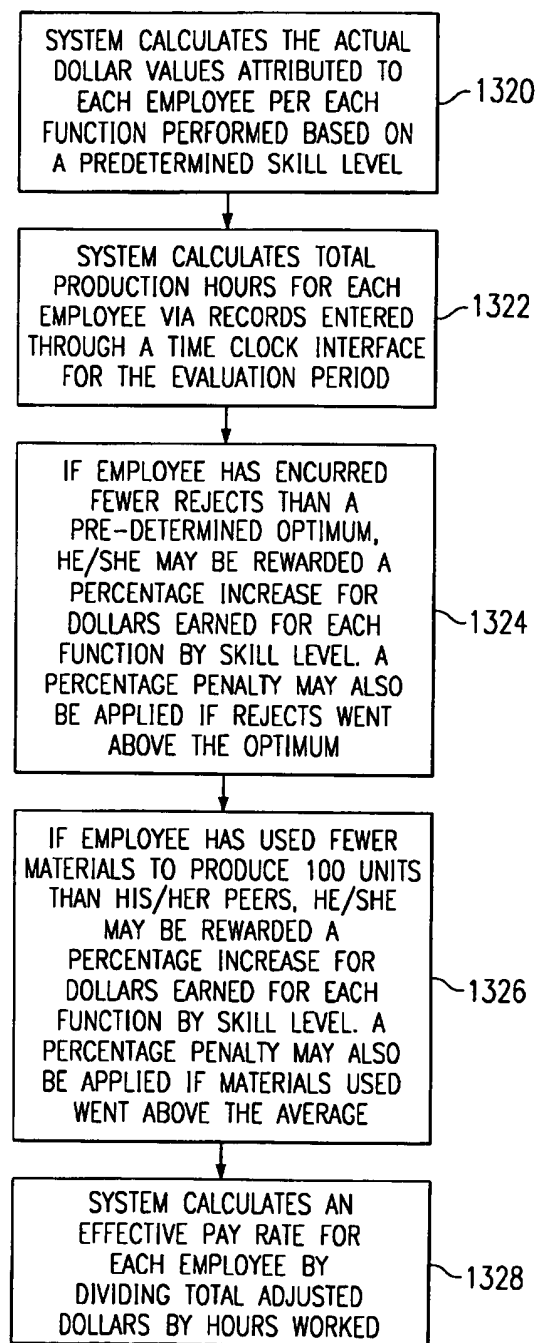 SYSTEM CALCULATES THE ACTUAL
DOLLAR VALUES ATTRIBUTED TO
EACH EMPLOYEE PER EACH
FUNCTION PERFORMED BASED ON
A PREDETERMINED SKILL LEVEL
1320
SYSTEM CALCULATES TOTAL
PRODUCTION HOURS FOR EACH
EMPLOYEE VIA RECORDS ENTERED
THROUGH A TIME CLOCK INTERFACE
FOR THE EVALUATION PERIOD
1322
IF EMPLOYEE HAS ENCURRED
FEWER REJECTS THAN A
PRE-DETERMINED OPTIMUM,
HE/SHE MAY BE REWARDED A
PERCENTAGE INCREASE FOR
DOLLARS EARNED FOR EACH
FUNCTION BY SKILL LEVEL. A
PERCENTAGE PENALTY MAY ALSO
BE APPLIED IF REJECTS WENT
ABOVE THE OPTIMUM
1324
IF EMPLOYEE HAS USED FEWER
MATERIALS TO PRODUCE 100 UNITS
THAN HIS/HER PEERS, HE/SHE
MAY BE REWARDED A
PERCENTAGE INCREASE FOR
DOLLARS EARNED FOR EACH
FUNCTION BY SKILL LEVEL. A
PERCENTAGE PENALTY MAY ALSO
BE APPLIED IF MATERIALS USED
WENT ABOVE THE AVERAGE
1326
SYSTEM CALCULATES AN
EFFECTIVE PAY RATE FOR
EACH EMPLOYEE BY
DIVIDING TOTAL ADJUSTED
DOLLARS BY HOURS WORKED
1328